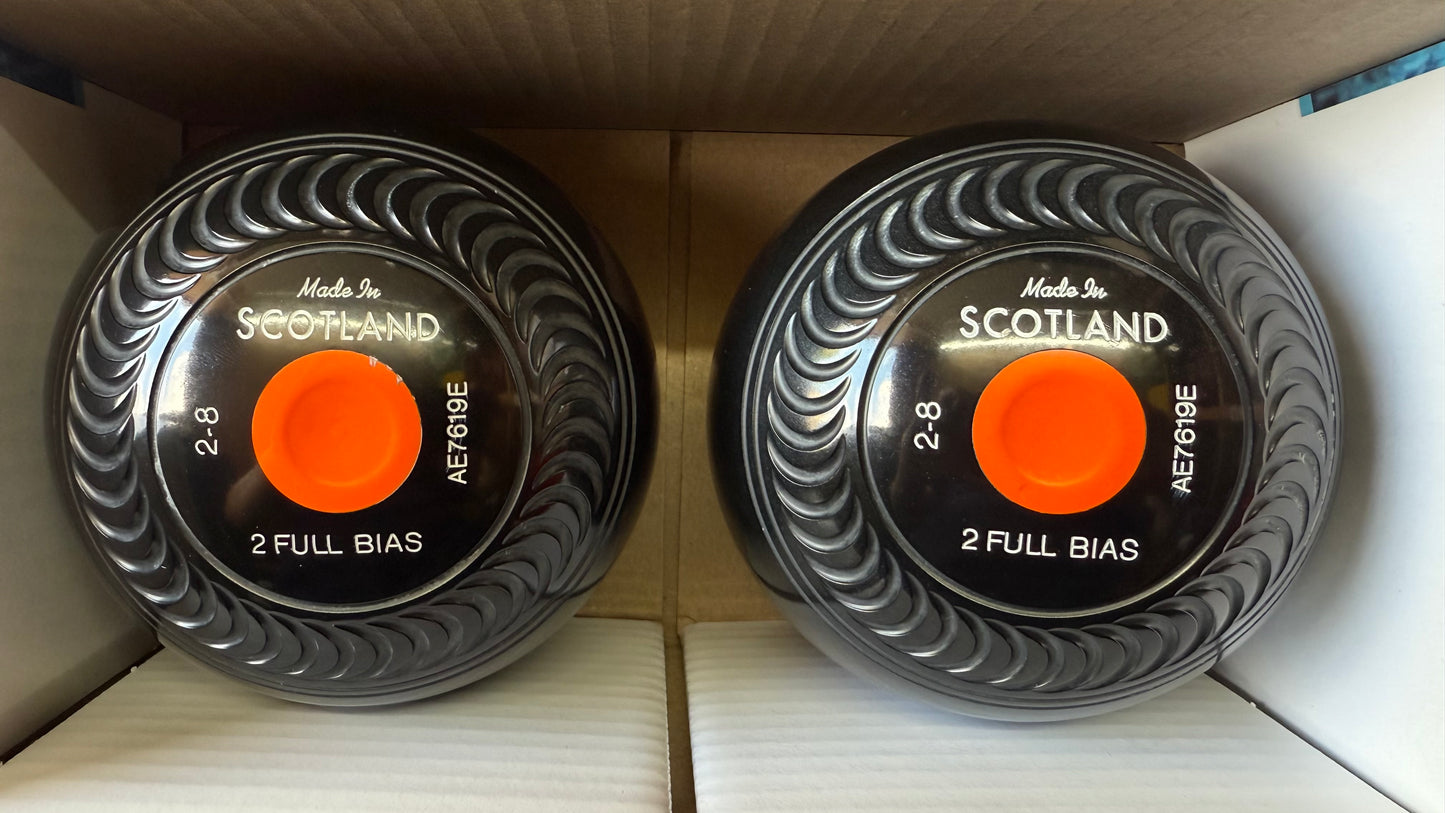 Made In
SCOTLAND
2-8
AE7619E
2 FULL BIAS
Made In
SCOTLAND
2-8
AE7619E
2 FULL BIAS